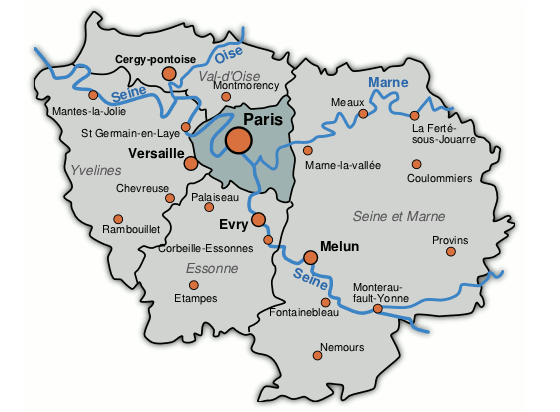 Cergy-pontoise
Oise
Val-d'Oise
Montmorency
Seine
Mantes-la-Jolie
Marne
Meaux
La Ferté-
sous-Jouarre
Paris
St Germain-en-Laye
Versaille
Marne-la-vallée
Coulommiers
Yvelines
Chevreuse
Palaiseau
Rambouillet
Evry
Seine et Marne
Corbeille-Essonnes
Melun
Provins
Essonne
Seine
Etampes
Monterau-
fault-Yonne
Fontainebleau
Nemours